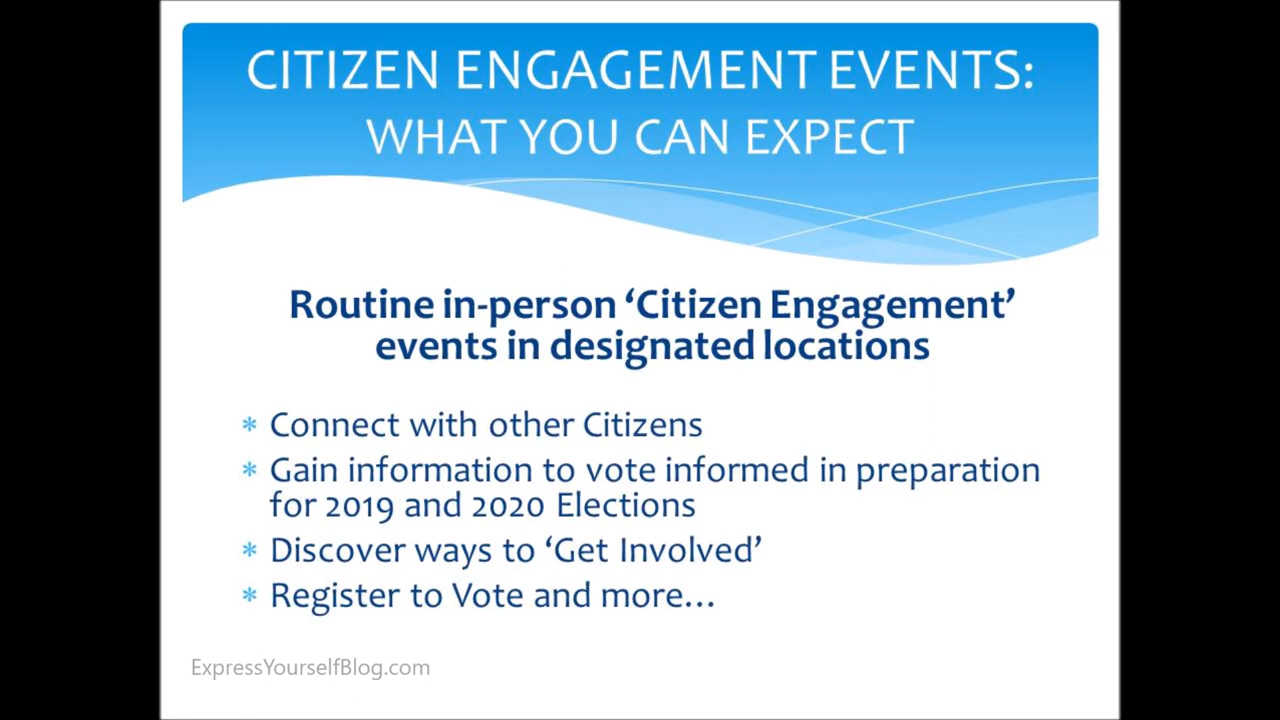 CITIZEN ENGAGEMENT EVENTS:
WHAT YOU CAN EXPECT
Routine in-person ‘Citizen Engagement’
events in designated locations
* Connect with other Citizens
* Gain information to vote informed in preparation
for 2019 and 2020 Elections
* Discover ways to ‘Get Involved’
* Register to Vote and more…
ExpressYourselfBlog.com